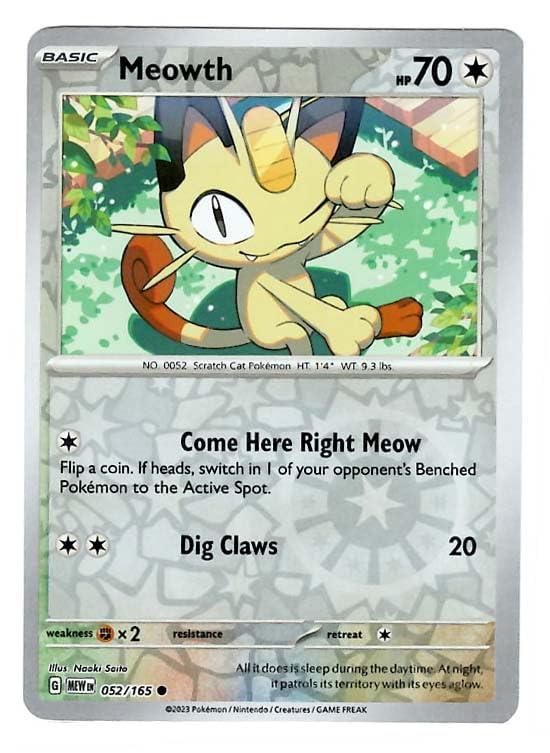 BASIC Meowth HP 70
NO. 0052 Scratch Cat Pokémon HT: 1'4" WT: 9.3 lbs.
Come Here Right Meow
Flip a coin. If heads, switch in 1 of your opponent's Benched
Pokémon to the Active Spot.
Dig Claws 20
weakness ×2 resistance retreat
Illus. Naoki Saito
All it does is sleep during the daytime. At night,
it patrols its territory with its eyes aglow.
G MEW EN 052/165
©2023 Pokémon / Nintendo / Creatures / GAME FREAK